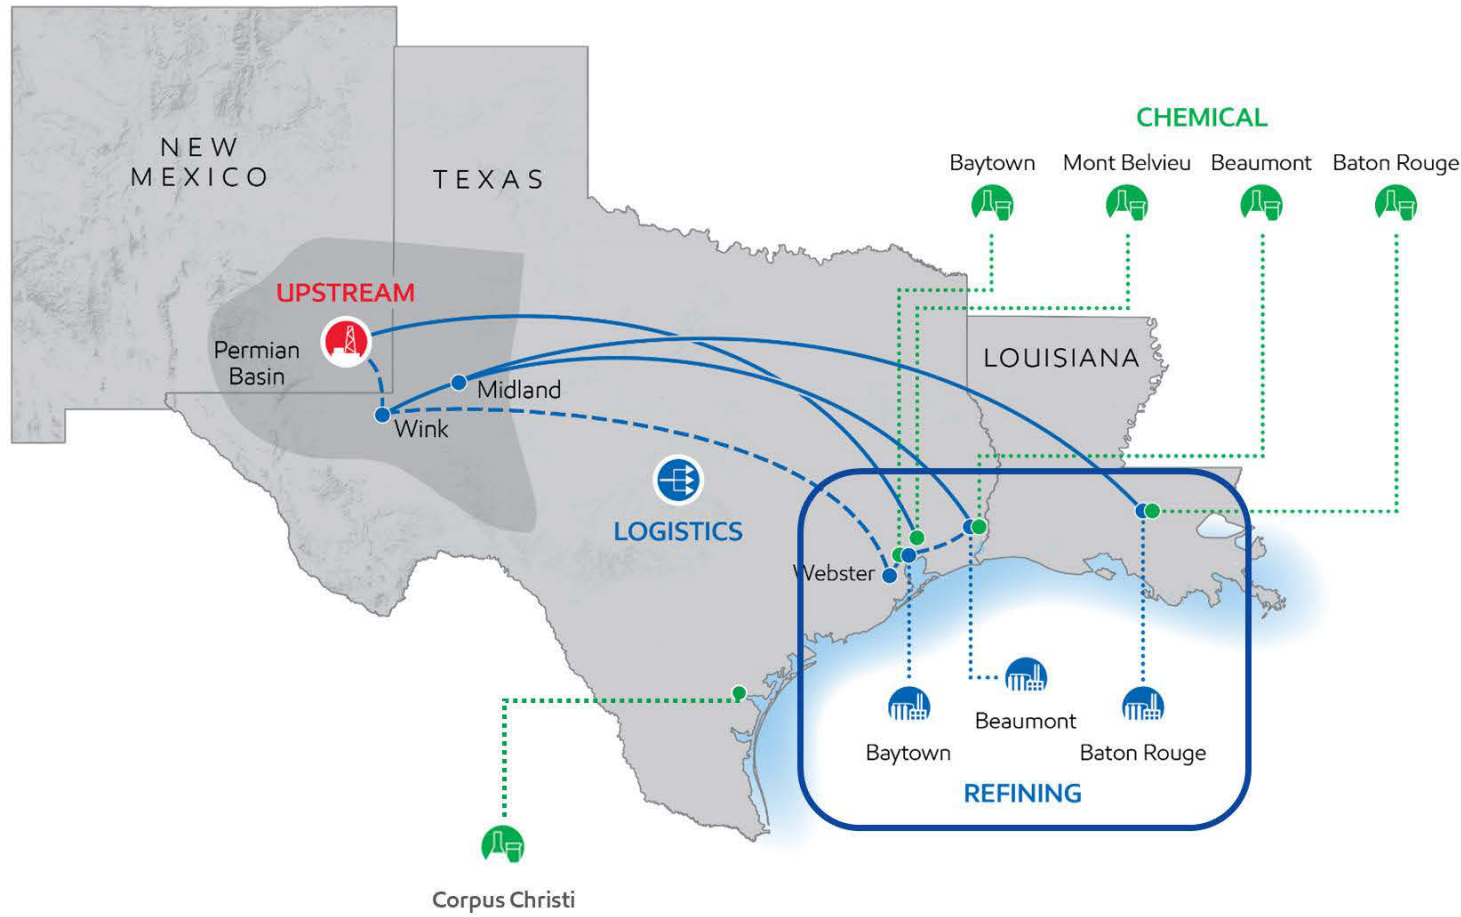 CHEMICAL
Baytown
Mont Belvieu
Beaumont
Baton Rouge
NEW
MEXICO
TEXAS
UPSTREAM
Permian
Basin
LOUISIANA
Midland
Wink
LOGISTICS
Webster
Baytown
Beaumont
Baton Rouge
REFINING
Corpus Christi